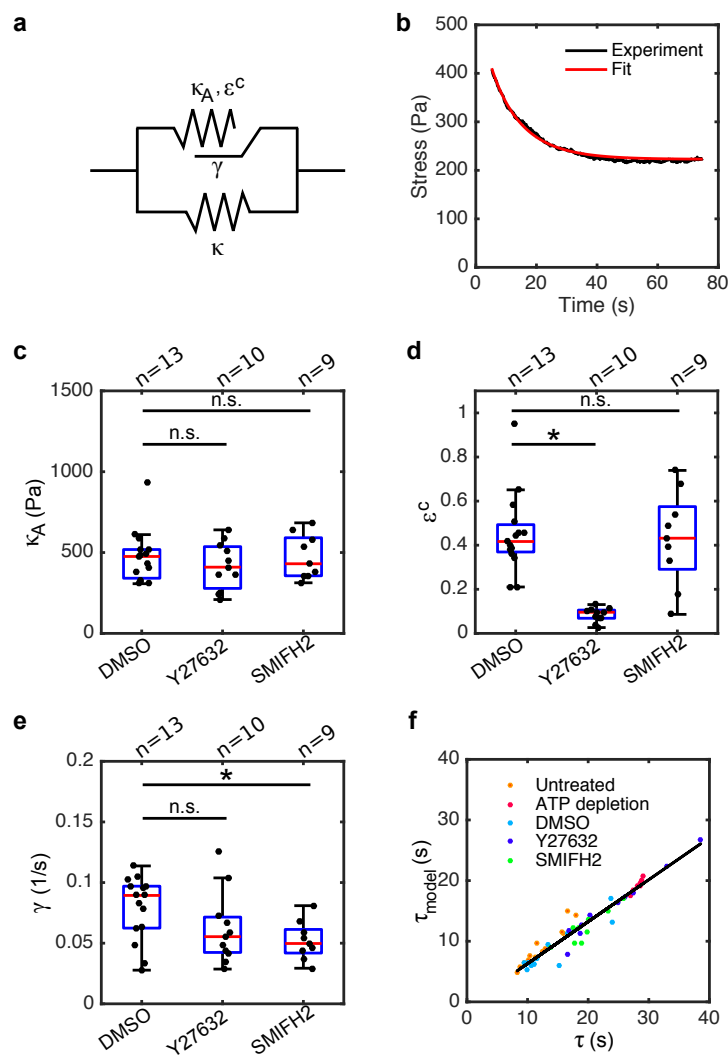 a
κA, εc
γ
κ
b
500
400
300
200
100
0
Stress (Pa)
Experiment
Fit
0 20 40 60 80
Time (s)
c
n=13 n=10 n=9
1500
1000
500
0
κA (Pa)
n.s.
n.s.
DMSO Y27632 SMIFH2
d
n=13 n=10 n=9
1
0.8
0.6
0.4
0.2
0
εc
n.s.
*
DMSO Y27632 SMIFH2
e
n=13 n=10 n=9
0.2
0.15
0.1
0.05
0
γ (1/s)
*
n.s.
DMSO Y27632 SMIFH2
f
40
30
20
10
0
τmodel (s)
Untreated
ATP depletion
DMSO
Y27632
SMIFH2
0 10 20 30 40
τ (s)